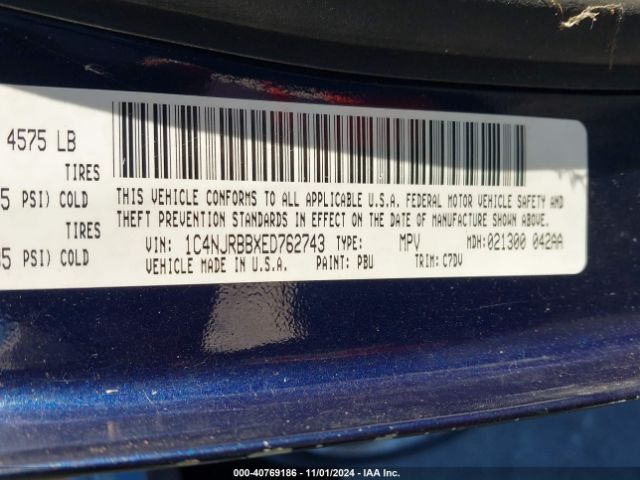 4575 LB
TIRES
5 PSI) COLD
TIRES
35 PSI) COLD
THIS VEHICLE CONFORMS TO ALL APPLICABLE U.S.A. FEDERAL MOTOR VEHICLE SAFETY AND
THEFT PREVENTION STANDARDS IN EFFECT ON THE DATE OF MANUFACTURE SHOWN ABOVE.
VIN: 1C4NJRBBXED762743 TYPE: MPV MDH:021300 042AA
VEHICLE MADE IN U.S.A. PAINT: PBU TRIM: C7DV
000-40769186 - 11/01/2024 - IAA Inc.